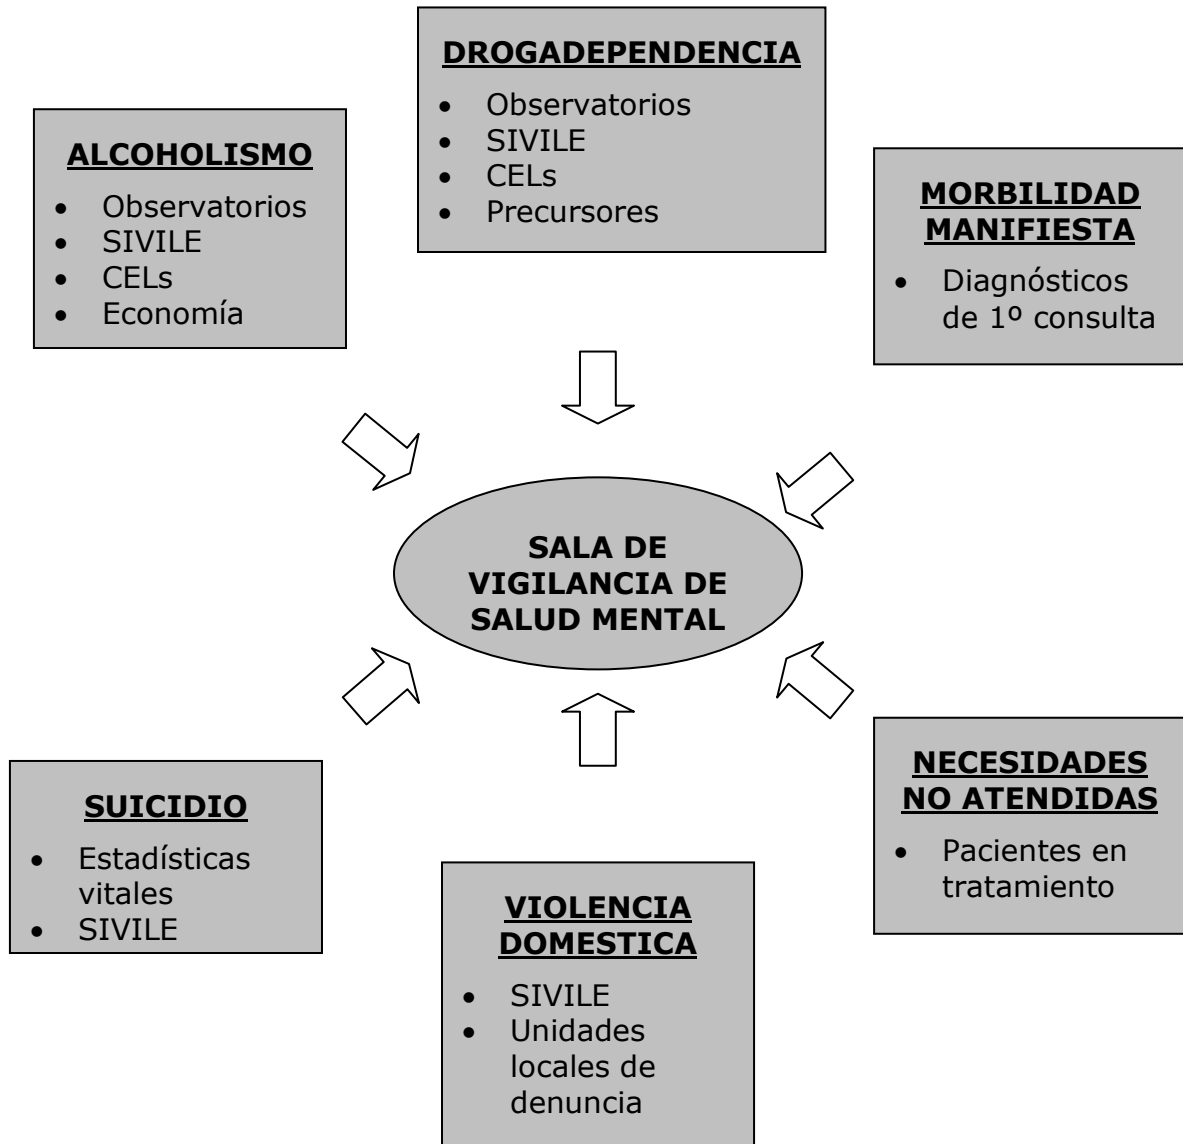 DROGADEPENDENCIA
• Observatorios
• SIVILE
• CELs
• Precursores
ALCOHOLISMO
• Observatorios
• SIVILE
• CELs
• Economía
MORBILIDAD
MANIFIESTA
• Diagnósticos
de 1º consulta
SALA DE
VIGILANCIA DE
SALUD MENTAL
SUICIDIO
• Estadísticas
vitales
• SIVILE
VIOLENCIA
DOMESTICA
• SIVILE
• Unidades
locales de
denuncia
NECESIDADES
NO ATENDIDAS
• Pacientes en
tratamiento